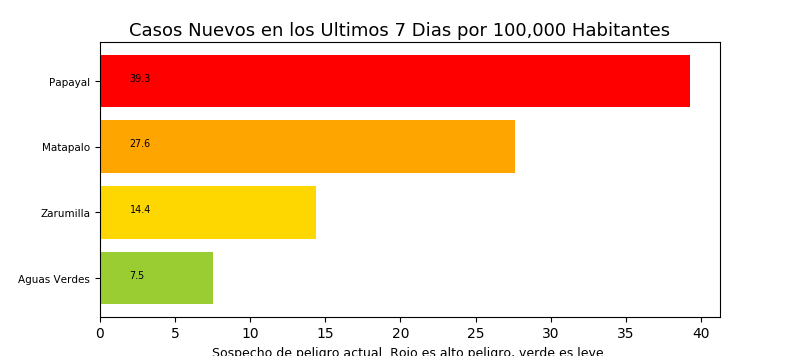 Casos Nuevos en los Ultimos 7 Dias por 100,000 Habitantes
Papayal 39.3
Matapalo 27.6
Zarumilla 14.4
Aguas Verdes 7.5
0 5 10 15 20 25 30 35 40
Sospecho de peligro actual. Rojo es alto peligro, verde es leve